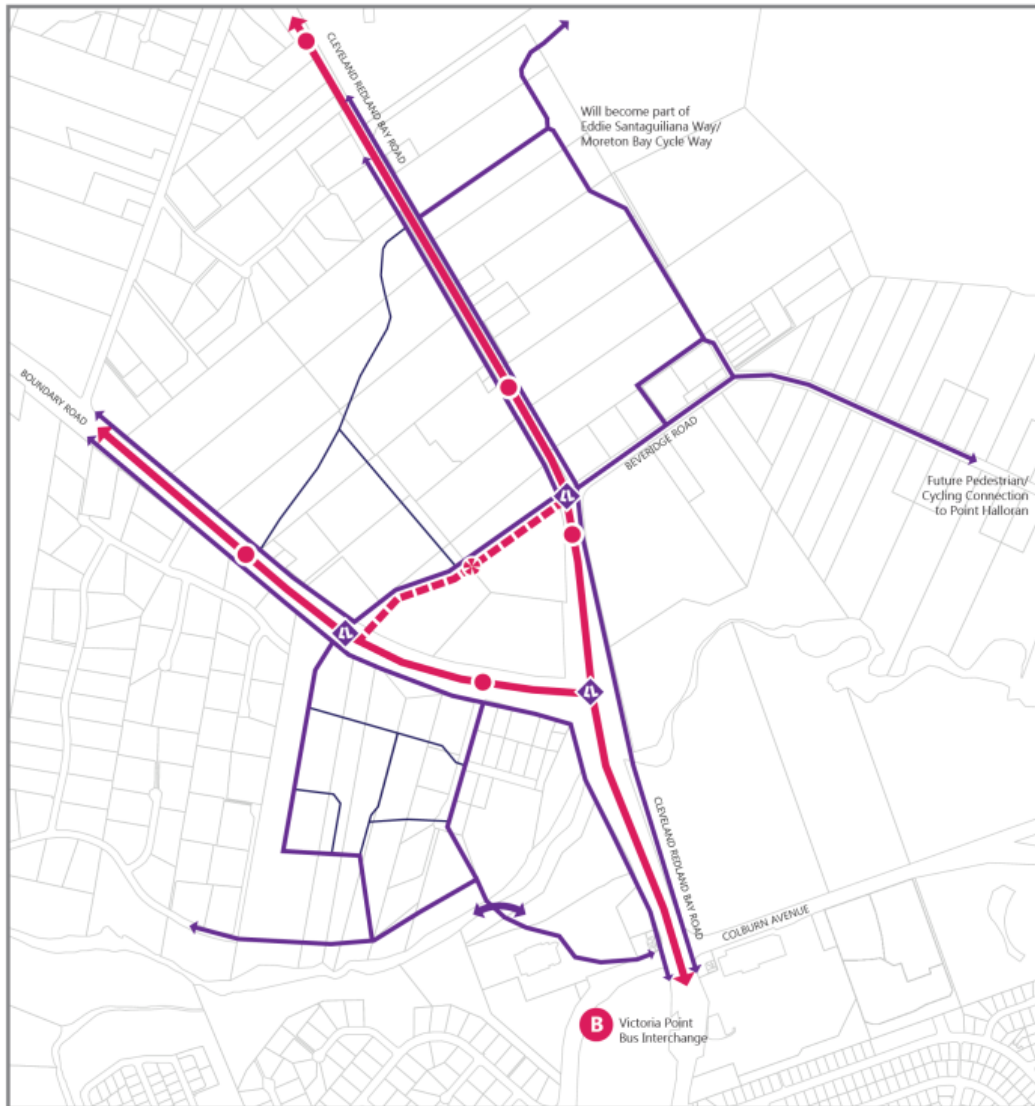 CLEVELAND REDLAND BAY ROAD
Will become part of
Eddie Santaguiliana Way/
Moreton Bay Cycle Way
BOUNDARY ROAD
BEVERIDGE ROAD
Future Pedestrian/
Cycling Connection
to Point Halloran
CLEVELAND REDLAND BAY ROAD
COLBURN AVENUE
B
Victoria Point
Bus Interchange